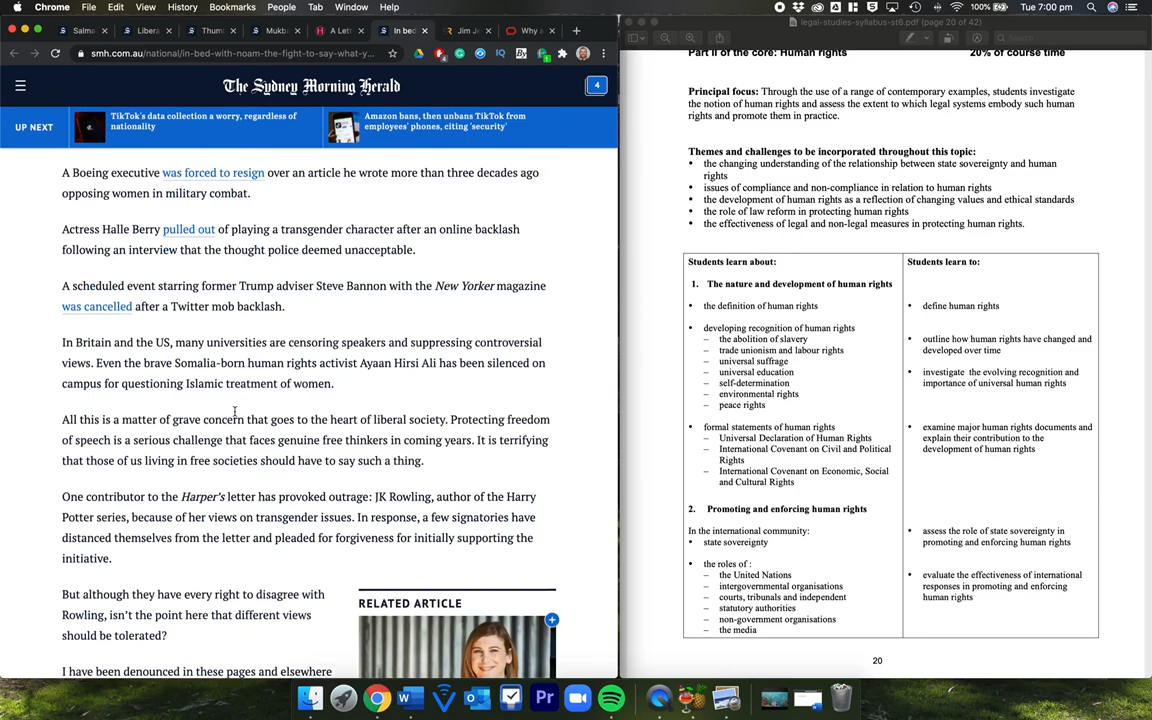 Chrome File Edit View History Bookmarks People Tab Window Help
100% Tue 7:00 pm
Salma
Libera
Thum
Mukb
A Lett
In bed
Jim Je
Why a
smh.com.au/national/in-bed-with-noam-the-fight-to-say-what-y...
The Sydney Morning Herald
4
UP NEXT
TikTok's data collection a worry, regardless of
nationality
Amazon bans, then unbans TikTok from
employees' phones, citing 'security'
A Boeing executive was forced to resign over an article he wrote more than three decades ago
opposing women in military combat.
Actress Halle Berry pulled out of playing a transgender character after an online backlash
following an interview that the thought police deemed unacceptable.
A scheduled event starring former Trump adviser Steve Bannon with the New Yorker magazine
was cancelled after a Twitter mob backlash.
In Britain and the US, many universities are censoring speakers and suppressing controversial
views. Even the brave Somalia-born human rights activist Ayaan Hirsi Ali has been silenced on
campus for questioning Islamic treatment of women.
All this is a matter of grave concern that goes to the heart of liberal society. Protecting freedom
of speech is a serious challenge that faces genuine free thinkers in coming years. It is terrifying
that those of us living in free societies should have to say such a thing.
One contributor to the Harper's letter has provoked outrage: JK Rowling, author of the Harry
Potter series, because of her views on transgender issues. In response, a few signatories have
distanced themselves from the letter and pleaded for forgiveness for initially supporting the
initiative.
But although they have every right to disagree with
Rowling, isn't the point here that different views
should be tolerated?
I have been denounced in these pages and elsewhere
RELATED ARTICLE
legal-studies-syllabus-st6.pdf (page 20 of 42)
Search
Part II of the core: Human rights 20% of course time
Principal focus: Through the use of a range of contemporary examples, students investigate
the notion of human rights and assess the extent to which legal systems embody such human
rights and promote them in practice.
Themes and challenges to be incorporated throughout this topic:
• the changing understanding of the relationship between state sovereignty and human
rights
• issues of compliance and non-compliance in relation to human rights
• the development of human rights as a reflection of changing values and ethical standards
• the role of law reform in protecting human rights
• the effectiveness of legal and non-legal measures in protecting human rights.
Students learn about:
1. The nature and development of human rights
• the definition of human rights
• developing recognition of human rights
– the abolition of slavery
– trade unionism and labour rights
– universal suffrage
– universal education
– self-determination
– environmental rights
– peace rights
• formal statements of human rights
– Universal Declaration of Human Rights
– International Covenant on Civil and Political
Rights
– International Covenant on Economic, Social
and Cultural Rights
2. Promoting and enforcing human rights
In the international community:
• state sovereignty
• the roles of :
– the United Nations
– intergovernmental organisations
– courts, tribunals and independent
– statutory authorities
– non-government organisations
– the media
Students learn to:
• define human rights
• outline how human rights have changed and
developed over time
• investigate the evolving recognition and
importance of universal human rights
• examine major human rights documents and
explain their contribution to the
development of human rights
• assess the role of state sovereignty in
promoting and enforcing human rights
• evaluate the effectiveness of international
responses in promoting and enforcing
human rights
20